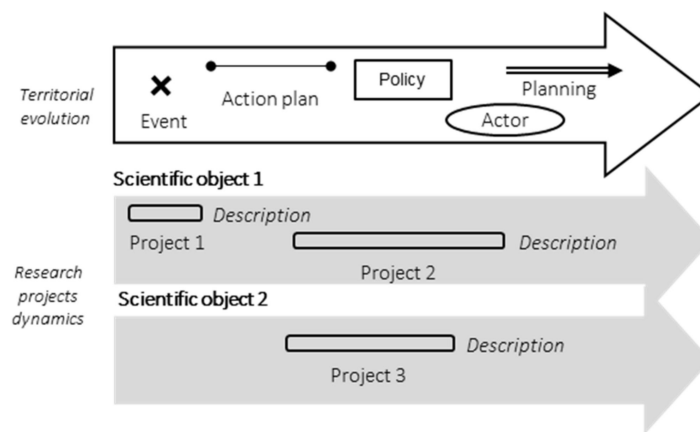 Territorial
evolution
Event
Action plan
Policy
Actor
Planning
Research
projects
dynamics
Scientific object 1
Description
Project 1
Description
Project 2
Scientific object 2
Description
Project 3